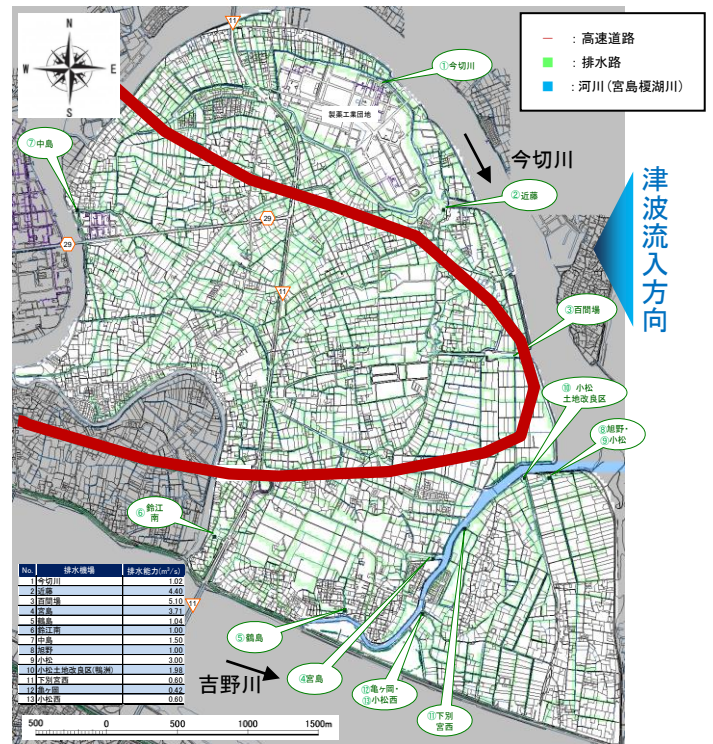 N
W E
S
11
― ：高速道路
■ ：排水路
■ ：河川(宮島榎湖川)
①今切川
製薬工業団地
⑦中島
今切川
②近藤
津波流入方向
29
29
11
③百間場
⑩ 小松
土地改良区
⑧旭野・
⑨小松
⑥鈴江
南
No. 排水機場 排水能力(m³/s)
1 今切川 1.02
2 近藤 4.40
3 百間場 5.10
4 宮島 3.71
5 鶴島 1.04
6 鈴江南 1.00
7 中島 1.50
8 旭野 1.00
9 小松 3.00
10 小松土地改良区(鴨洲) 1.98
11 下別宮西 0.60
12 亀ヶ岡 0.42
13 小松西 0.60
11
⑤鶴島
吉野川
④宮島
⑫亀ヶ岡・
⑬小松西
⑪下別
宮西
500 0 500 1000 1500m